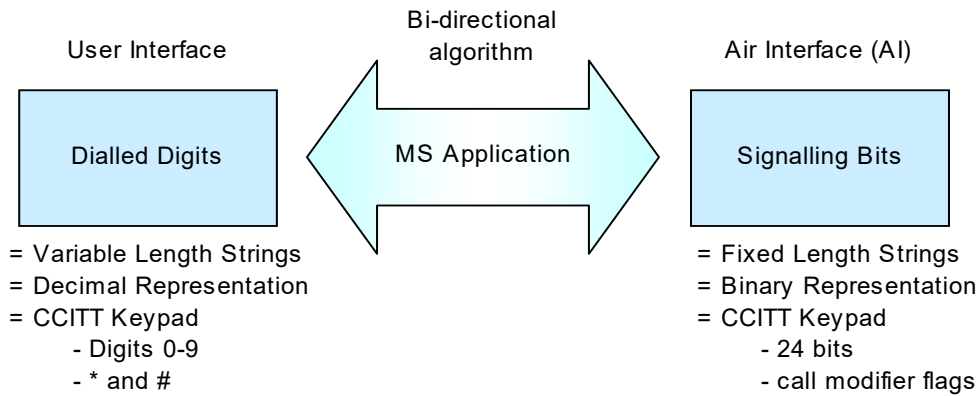 User Interface
Dialled Digits
= Variable Length Strings
= Decimal Representation
= CCITT Keypad
- Digits 0-9
- * and #
Bi-directional
algorithm
MS Application
Air Interface (AI)
Signalling Bits
= Fixed Length Strings
= Binary Representation
= CCITT Keypad
- 24 bits
- call modifier flags